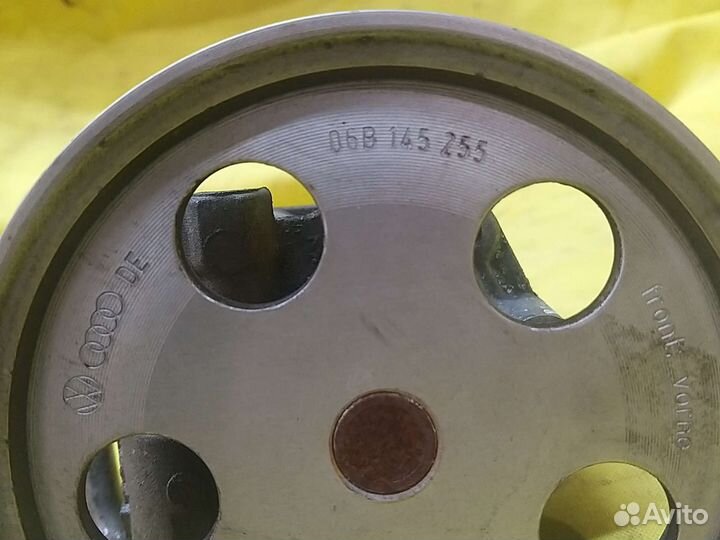 06B 145 255
DE
front vorne
Avito